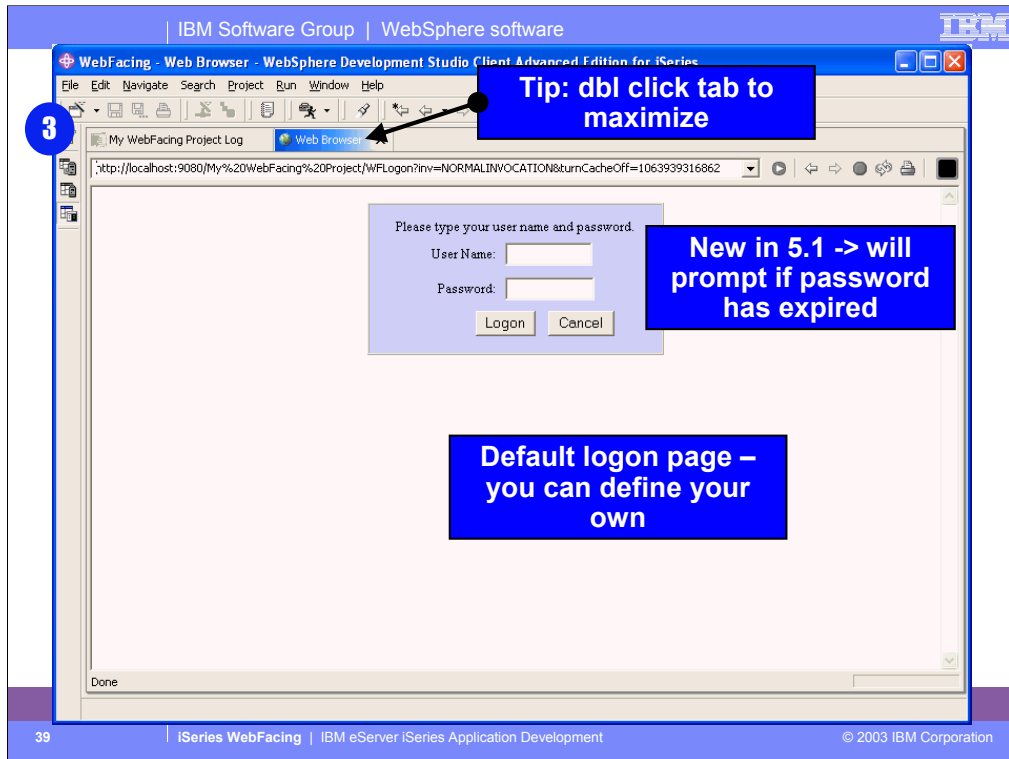 IBM Software Group | WebSphere software
IBM
WebFacing - Web Browser - WebSphere Development Studio Client Advanced Edition for iSeries
File Edit Navigate Search Project Run Window Help
Tip: dbl click tab to
maximize
3
My WebFacing Project Log
Web Browser
http://localhost:9080/My%20WebFacing%20Project/WFLogon?inv=NORMALINVOCATION&turnCacheOff=1063939316862
Please type your user name and password.
User Name:
Password:
Logon Cancel
New in 5.1 -> will
prompt if password
has expired
Default logon page –
you can define your
own
Done
39
iSeries WebFacing | IBM eServer iSeries Application Development
© 2003 IBM Corporation